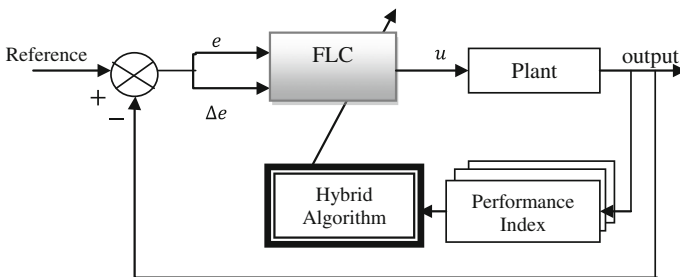 Reference
+
−
e
Δe
FLC
u
Plant
output
Hybrid
Algorithm
Performance
Index